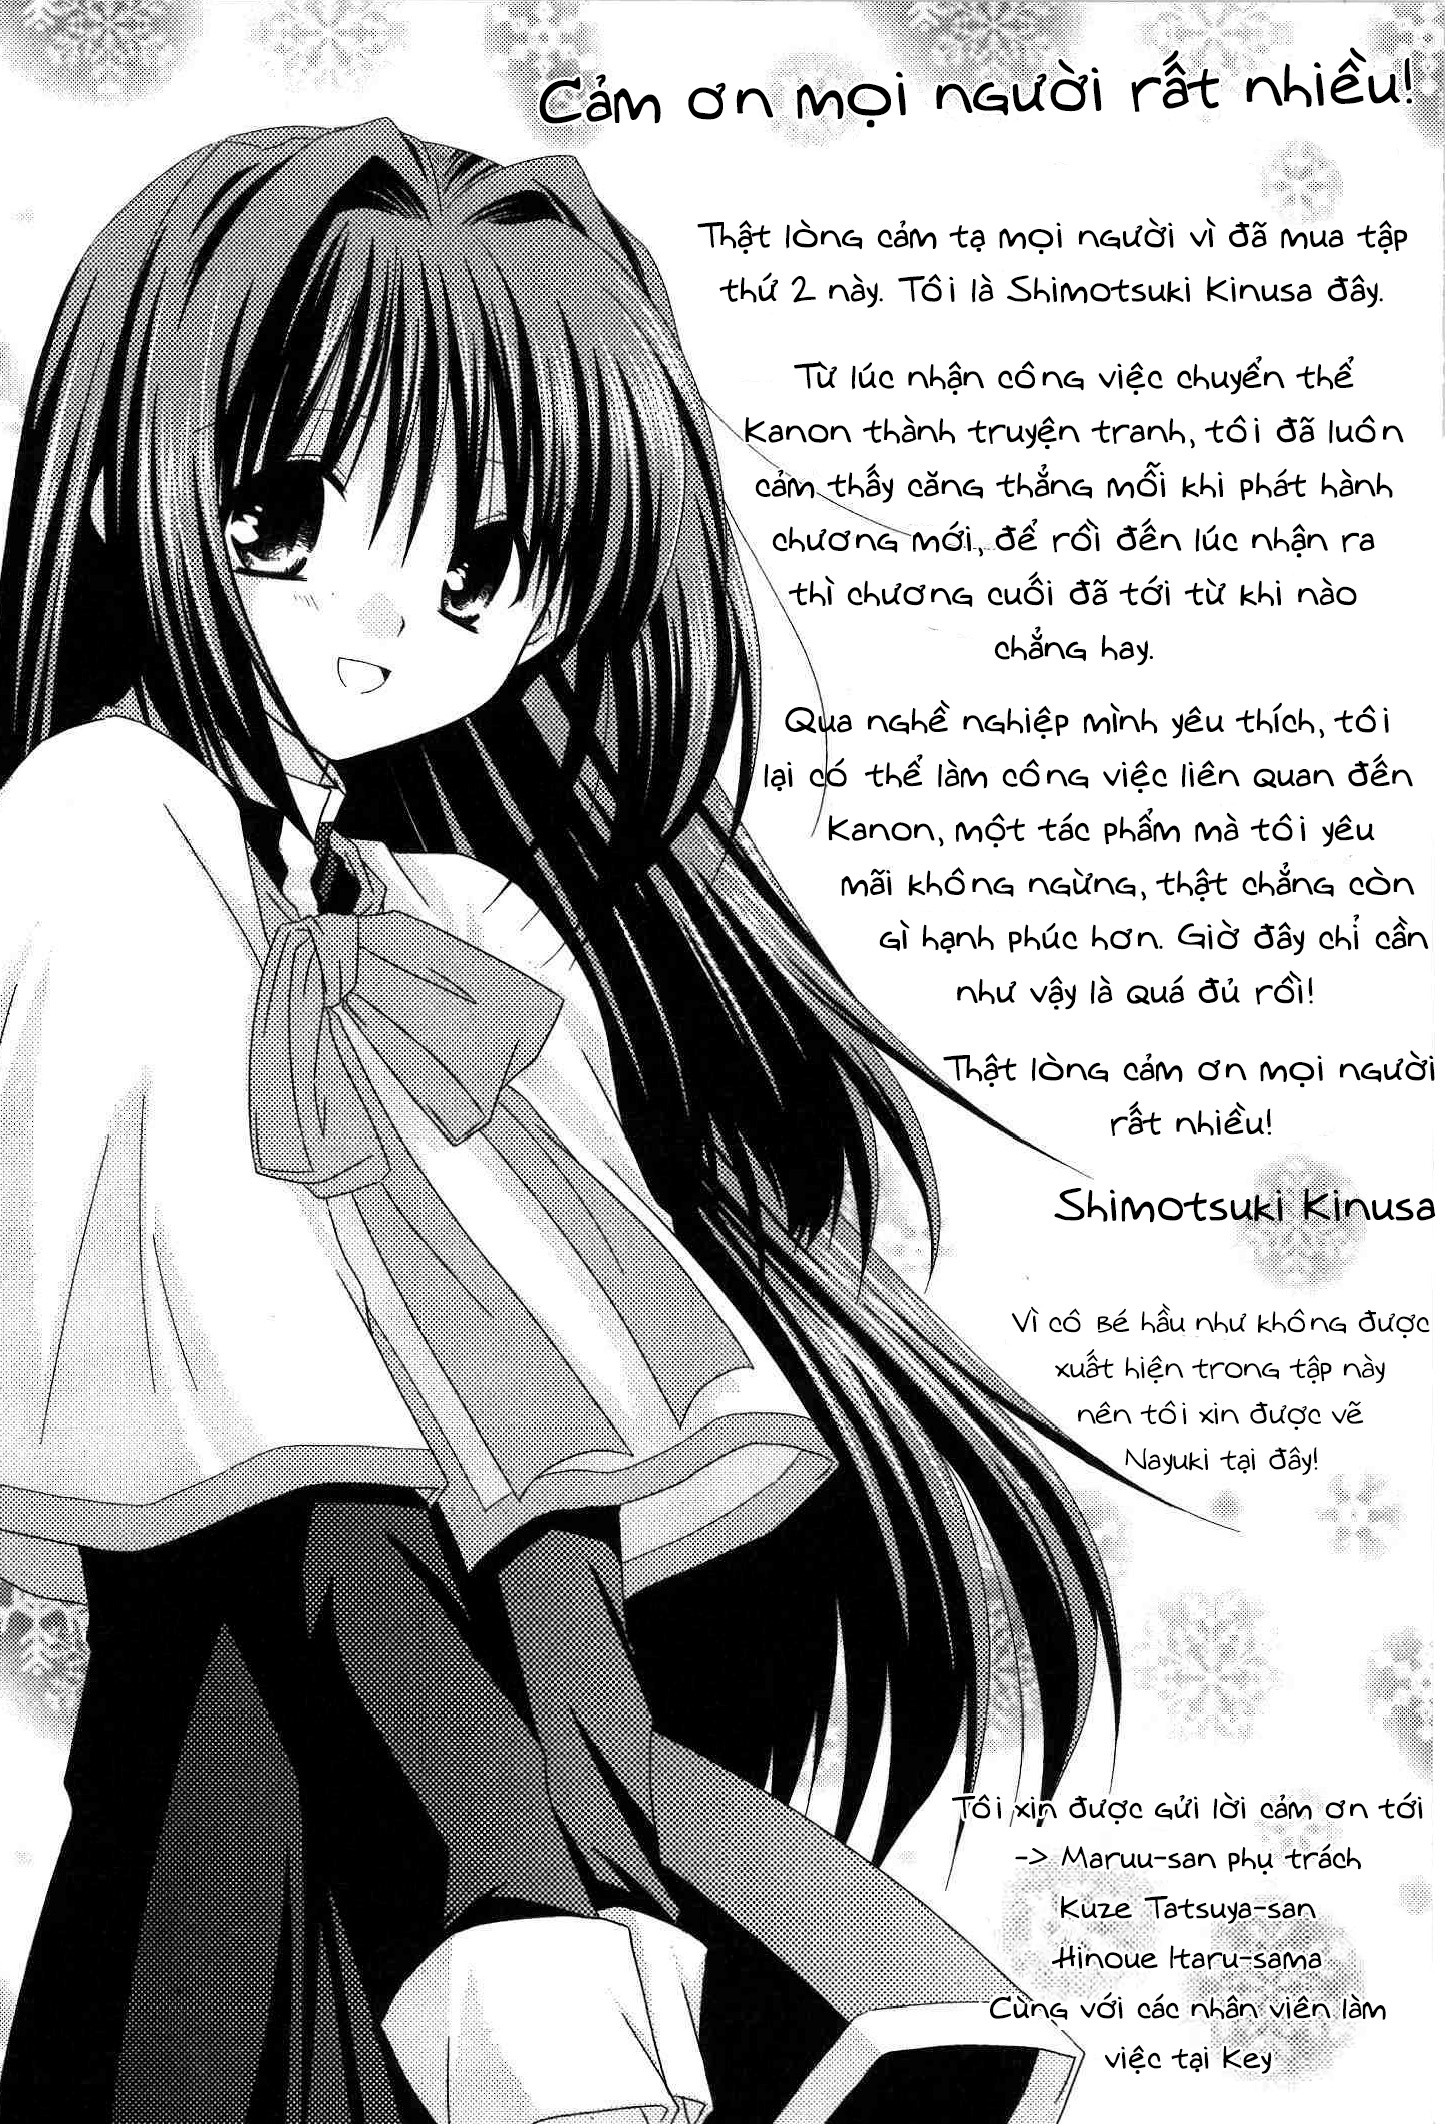 Cảm ơn mọi người rất nhiều!
Thật lòng cảm tạ mọi người vì đã mua tập
thứ 2 này. Tôi là Shimotsuki Kinusa đây.
Từ lúc nhận công việc chuyển thể
Kanon thành truyện tranh, tôi đã luôn
cảm thấy căng thẳng mỗi khi phát hành
chương mới, để rồi đến lúc nhận ra
thì chương cuối đã tới từ khi nào
chẳng hay.
Qua nghề nghiệp mình yêu thích, tôi
lại có thể làm công việc liên quan đến
Kanon, một tác phẩm mà tôi yêu
mãi không ngừng, thật chẳng còn
gì hạnh phúc hơn. Giờ đây chỉ cần
như vậy là quá đủ rồi!
Thật lòng cảm ơn mọi người
rất nhiều!
Shimotsuki Kinusa
Vì cô bé hầu như không được
xuất hiện trong tập này
nên tôi xin được vẽ
Nayuki tại đây!
Tôi xin được gửi lời cảm ơn tới
-> Maruu-san phụ trách
Kuze Tatsuya-san
Hinoue Itaru-sama
Cùng với các nhân viên làm
việc tại Key